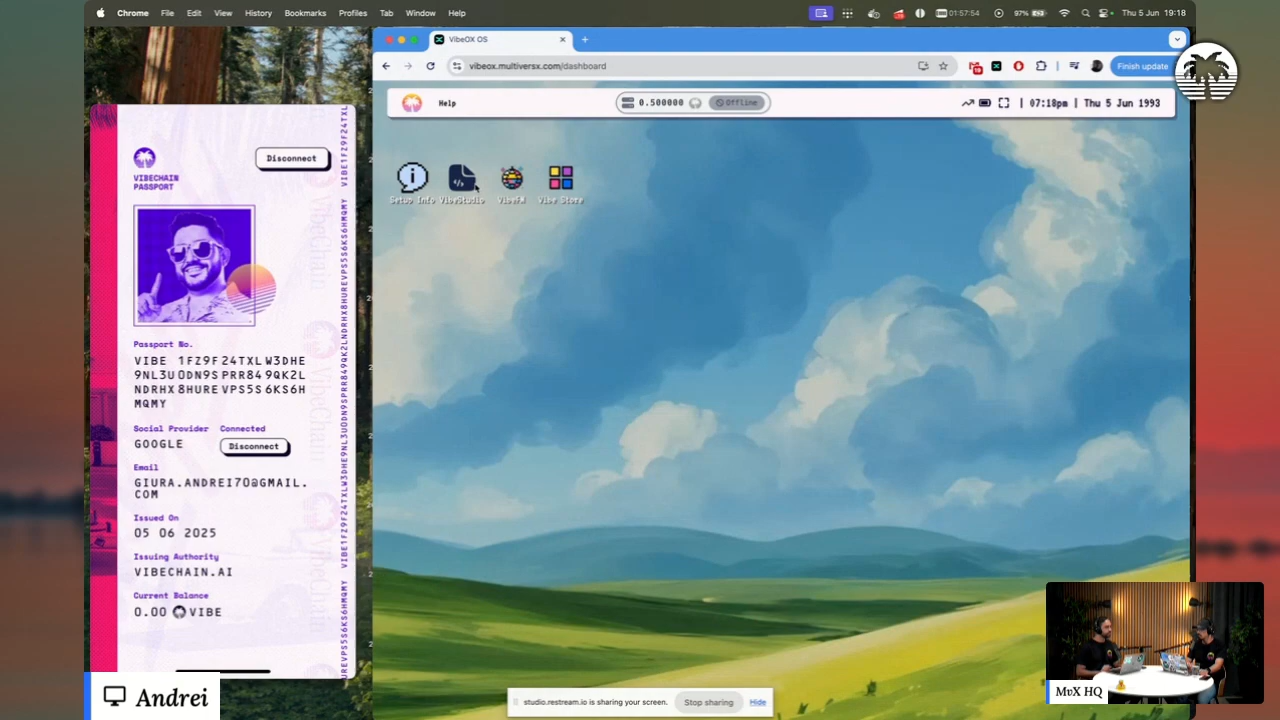 Chrome File Edit View History Bookmarks Profiles Tab Window Help
01:57:54 97% Thu 5 Jun 19:18
VibeOX OS
vibeox.multiversx.com/dashboard
Finish update
Help
0.500000
Offline
07:18pm | Thu 5 Jun 1993
Setup Info VibeStudio VibeFM Vibe Store
VIBECHAIN
PASSPORT
Disconnect
Passport No.
VIBE 1FZ9F24TXLW3DHE
9NL3U0DN9SPRR849QK2L
NDRHX8HUREVPS5S6KS6H
MQMY
Social Provider Connected
GOOGLE
Disconnect
Email
GIURA.ANDREI70@GMAIL.
COM
Issued On
05 06 2025
Issuing Authority
VIBECHAIN.AI
Current Balance
0.00 VIBE
VibeChain
Andrei
studio.restream.io is sharing your screen.
Stop sharing
Hide
MvX HQ